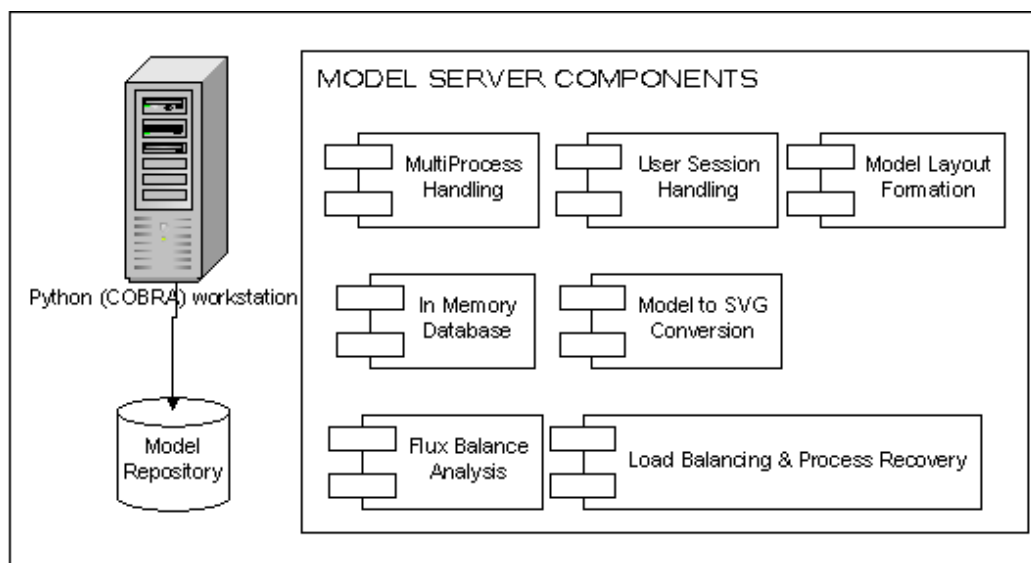 MODEL SERVER COMPONENTS
MultiProcess
Handling
User Session
Handling
Model Layout
Formation
Python (COBRA) workstation
In Memory
Database
Model to SVG
Conversion
Model
Repository
Flux Balance
Analysis
Load Balancing & Process Recovery